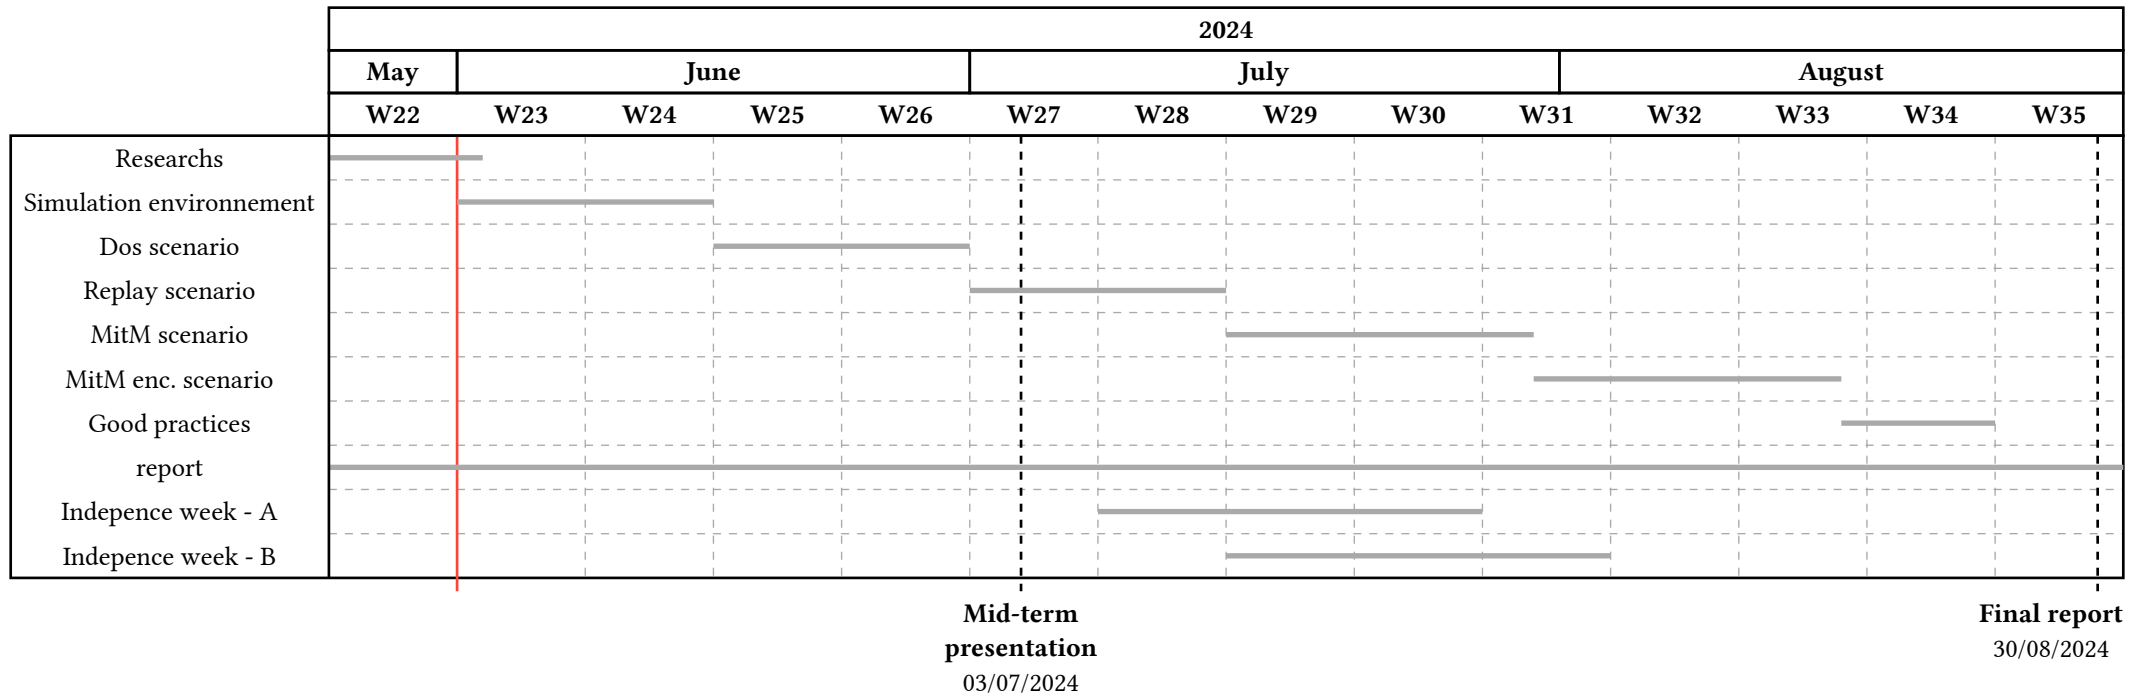 2024
May June July August
W22 W23 W24 W25 W26 W27 W28 W29 W30 W31 W32 W33 W34 W35
Researchs
Simulation environnement
Dos scenario
Replay scenario
MitM scenario
MitM enc. scenario
Good practices
report
Indepence week - A
Indepence week - B
Mid-term
presentation
03/07/2024
Final report
30/08/2024